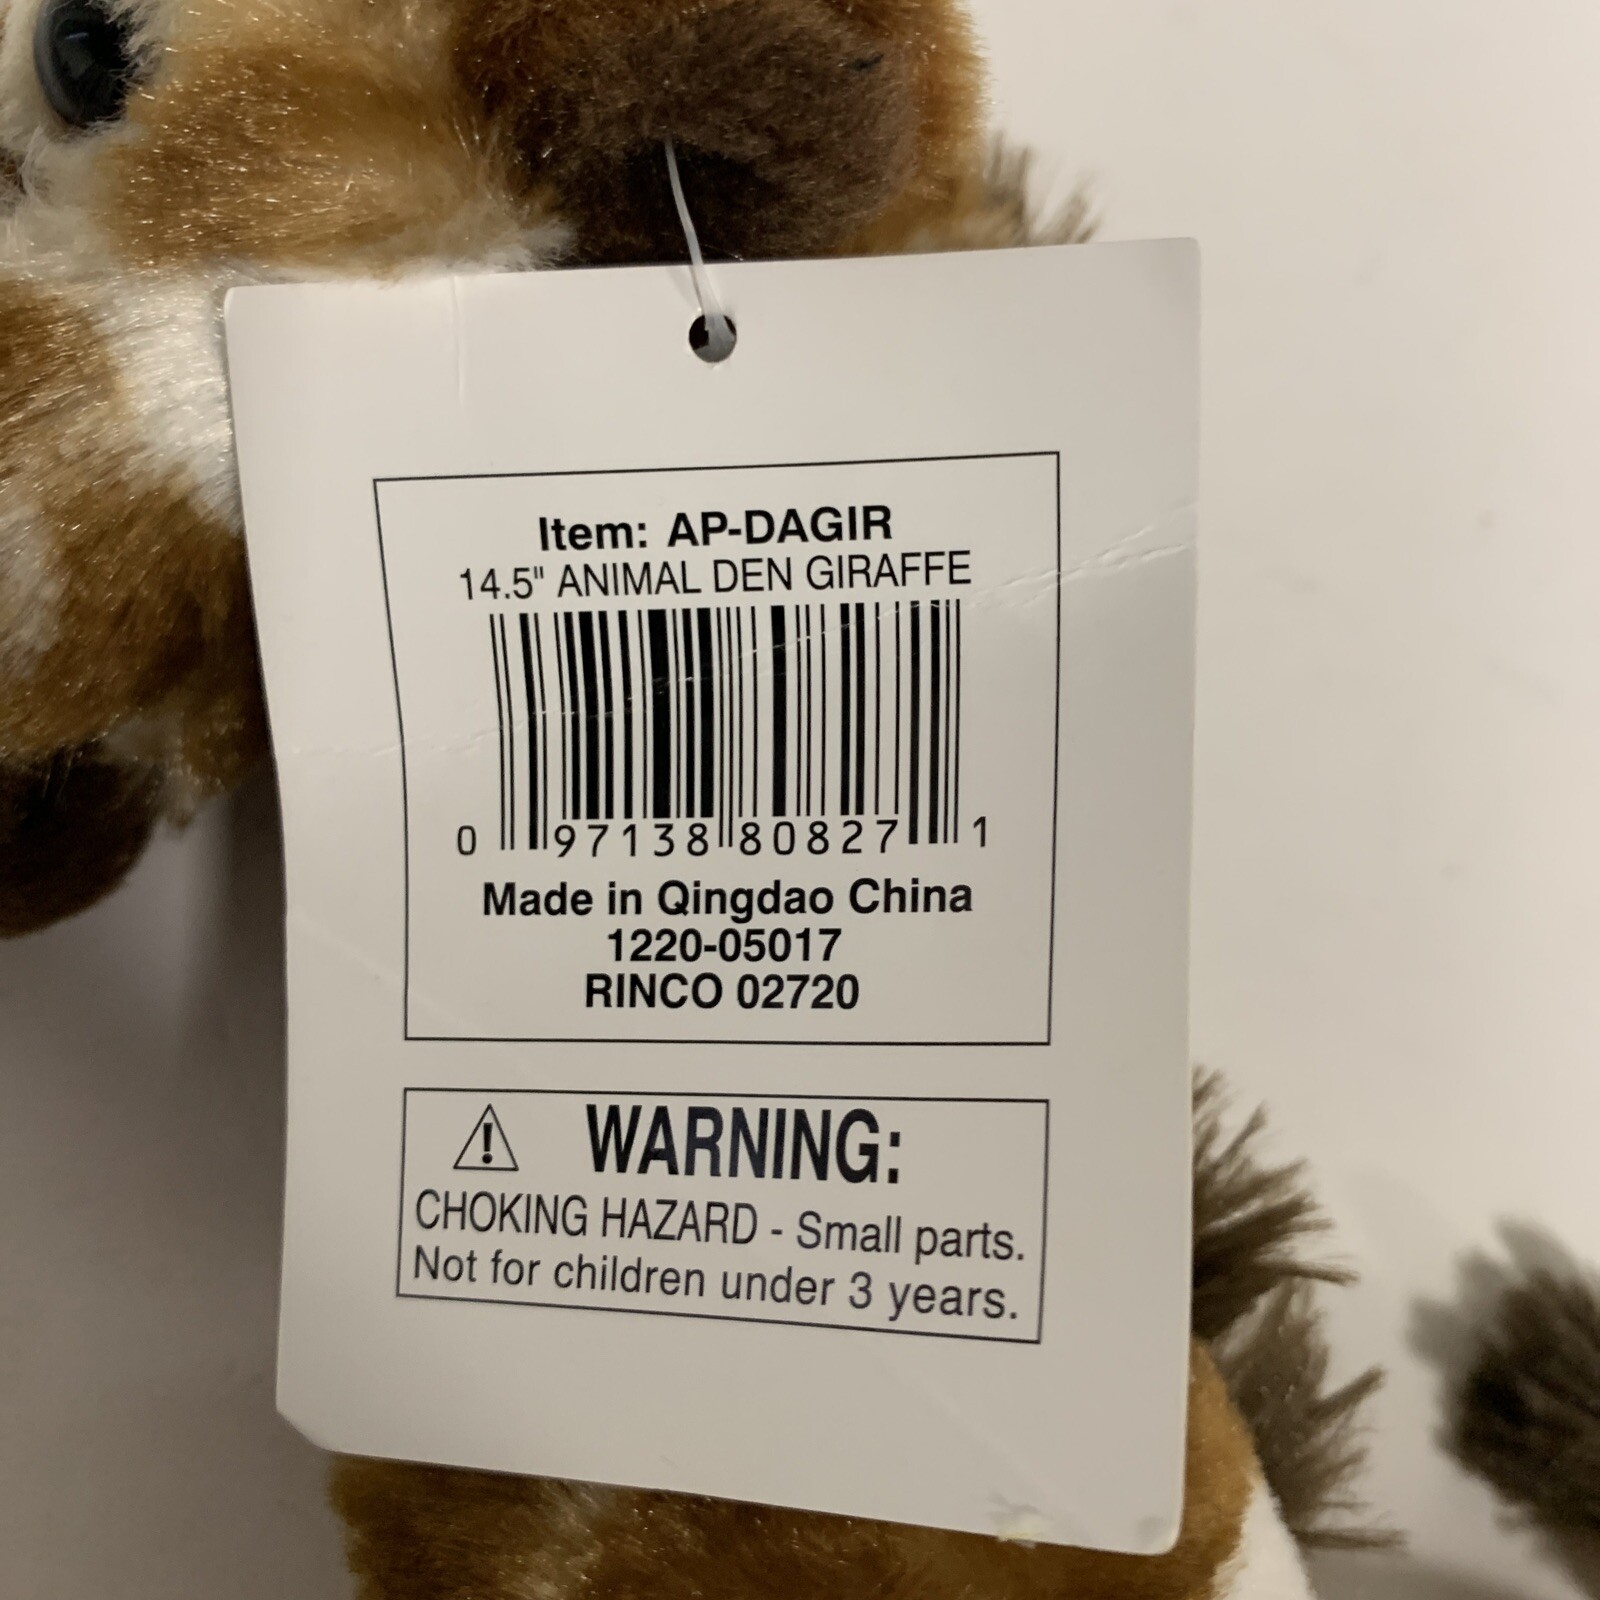 Item: AP-DAGIR
14.5" ANIMAL DEN GIRAFFE
0 97138 80827 1
Made in Qingdao China
1220-05017
RINCO 02720
WARNING:
CHOKING HAZARD - Small parts.
Not for children under 3 years.